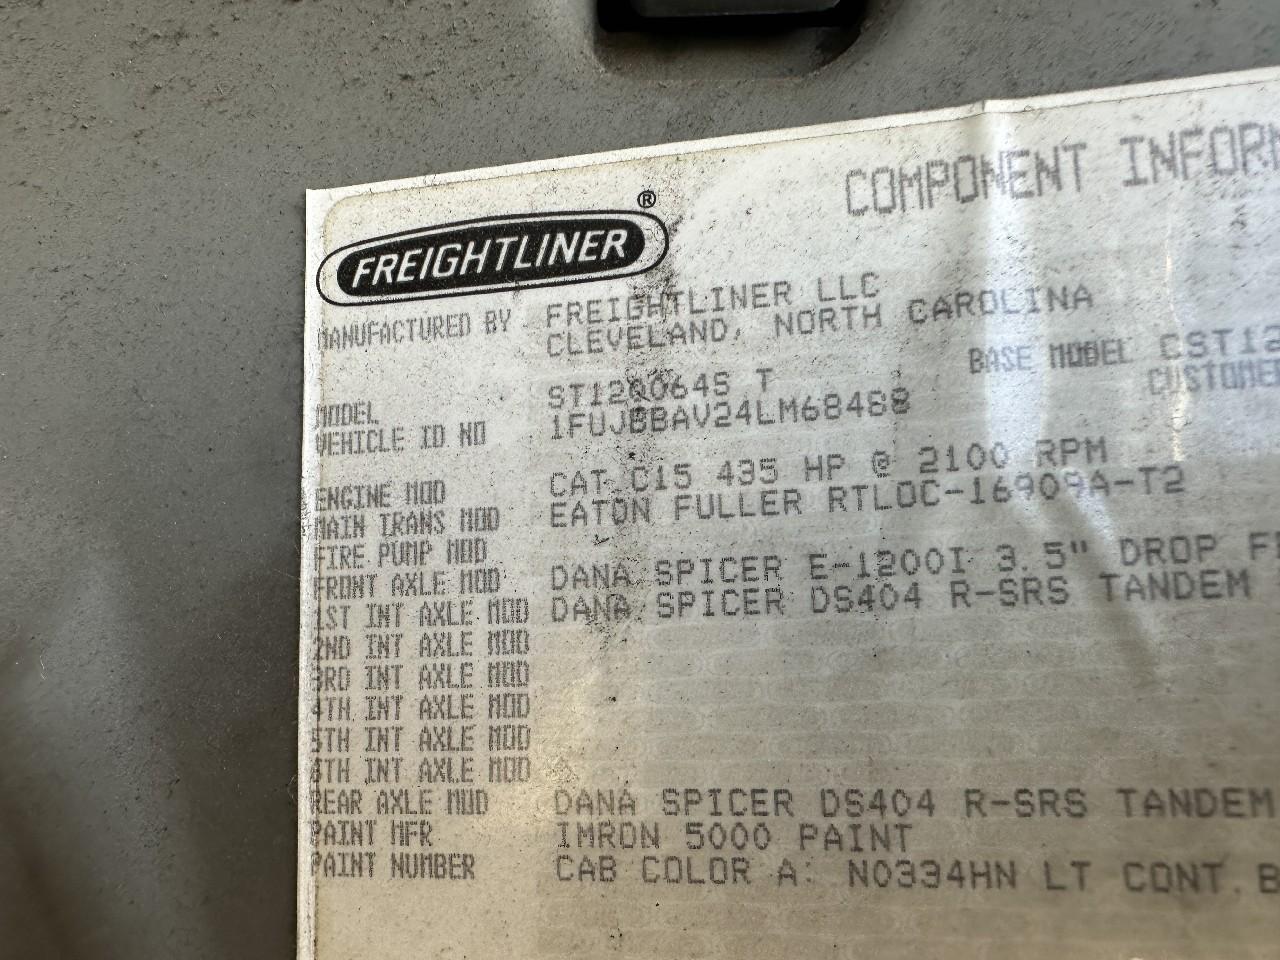 COMPONENT INFOR
FREIGHTLINER ®
MANUFACTURED BY FREIGHTLINER LLC
CLEVELAND, NORTH CAROLINA
BASE MODEL CST12
CUSTOME
MODEL ST120064S T
VEHICLE ID NO
ENGINE MOD CAT C15 435 HP @ 2100 RPM
MAIN TRANS MOD EATON FULLER RTLOC-16909A-T2
FIRE PUMP MOD
FRONT AXLE MOD DANA SPICER E-1200I 3.5" DROP F
1ST INT AXLE MOD DANA SPICER DS404 R-SRS TANDEM
2ND INT AXLE MOD
3RD INT AXLE MOD
4TH INT AXLE MOD
5TH INT AXLE MOD
6TH INT AXLE MOD
REAR AXLE MOD DANA SPICER DS404 R-SRS TANDEM
PAINT MFR IMRON 5000 PAINT
PAINT NUMBER CAB COLOR A: N0334HN LT CONT. B